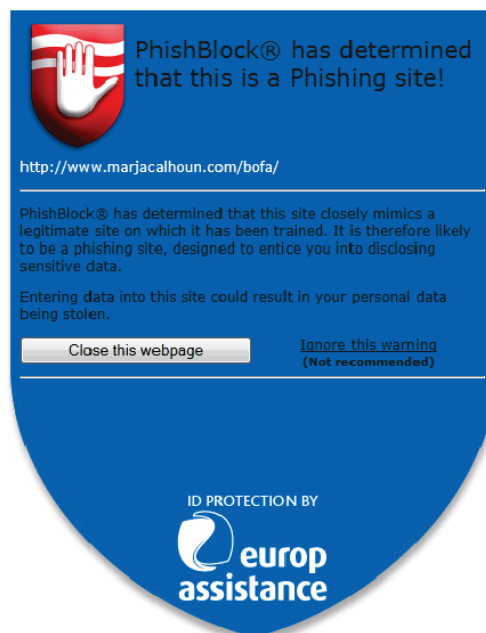 PhishBlock® has determined
that this is a Phishing site!
http://www.marjacalhoun.com/bofa/
PhishBlock® has determined that this site closely mimics a
legitimate site on which it has been trained. It is therefore likely
to be a phishing site, designed to entice you into disclosing
sensitive data.
Entering data into this site could result in your personal data
being stolen.
Close this webpage
Ignore this warning
(Not recommended)
ID PROTECTION BY
europ
assistance